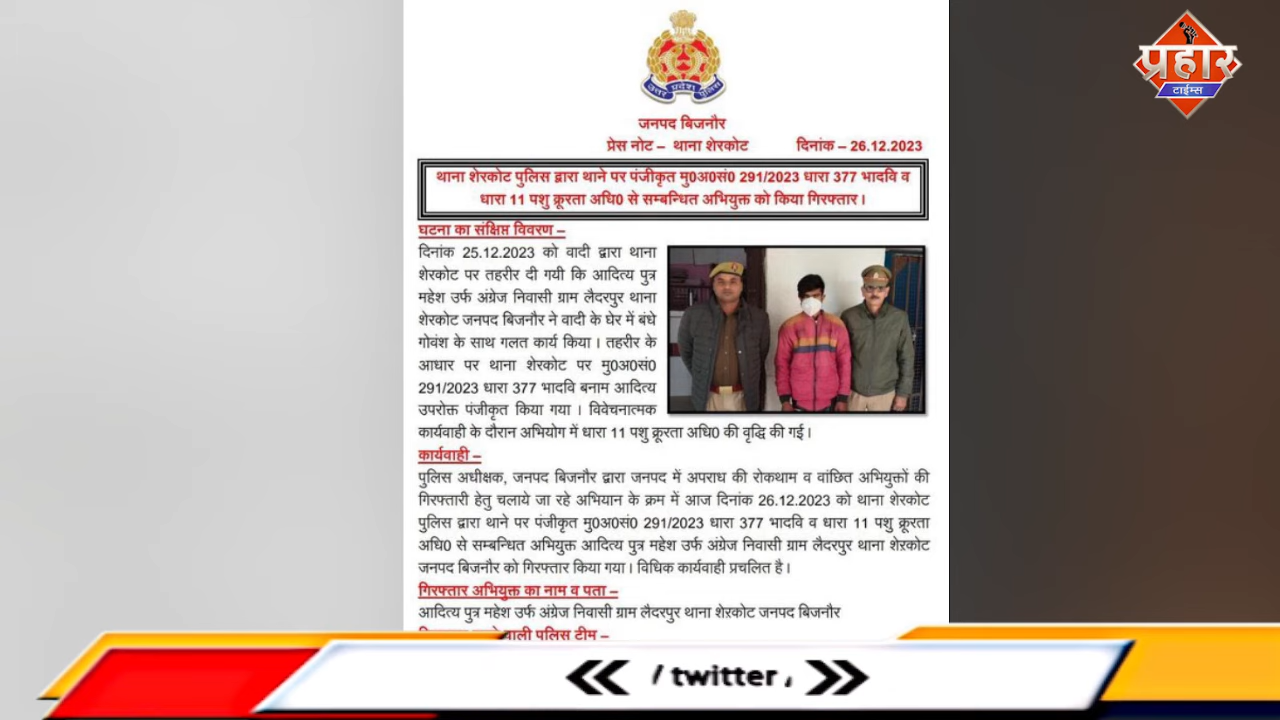 प्रहार
टाईम्स
उत्तर प्रदेश पुलिस
जनपद बिजनौर
प्रेस नोट – थाना शेरकोट दिनांक – 26.12.2023
थाना शेरकोट पुलिस द्वारा थाने पर पंजीकृत मु0अ0सं0 291/2023 धारा 377 भादवि व
धारा 11 पशु क्रूरता अधि0 से सम्बन्धित अभियुक्त को किया गिरफ्तार ।
घटना का संक्षिप्त विवरण –
दिनांक 25.12.2023 को वादी द्वारा थाना
शेरकोट पर तहरीर दी गयी कि आदित्य पुत्र
महेश उर्फ अंग्रेज निवासी ग्राम लैदरपुर थाना
शेरकोट जनपद बिजनौर ने वादी के घेर में बंधे
गोवंश के साथ गलत कार्य किया । तहरीर के
आधार पर थाना शेरकोट पर मु0अ0सं0
291/2023 धारा 377 भादवि बनाम आदित्य
उपरोक्त पंजीकृत किया गया । विवेचनात्मक
कार्यवाही के दौरान अभियोग में धारा 11 पशु क्रूरता अधि0 की वृद्धि की गई ।
कार्यवाही –
पुलिस अधीक्षक, जनपद बिजनौर द्वारा जनपद में अपराध की रोकथाम व वांछित अभियुक्तों की
गिरफ्तारी हेतु चलाये जा रहे अभियान के क्रम में आज दिनांक 26.12.2023 को थाना शेरकोट
पुलिस द्वारा थाने पर पंजीकृत मु0अ0सं0 291/2023 धारा 377 भादवि व धारा 11 पशु क्रूरता
अधि0 से सम्बन्धित अभियुक्त आदित्य पुत्र महेश उर्फ अंग्रेज निवासी ग्राम लैदरपुर थाना शेऱकोट
जनपद बिजनौर को गिरफ्तार किया गया । विधिक कार्यवाही प्रचलित है ।
गिरफ्तार अभियुक्त का नाम व पता –
आदित्य पुत्र महेश उर्फ अंग्रेज निवासी ग्राम लैदरपुर थाना शेऱकोट जनपद बिजनौर
वाली पुलिस टीम –
/ twitter /